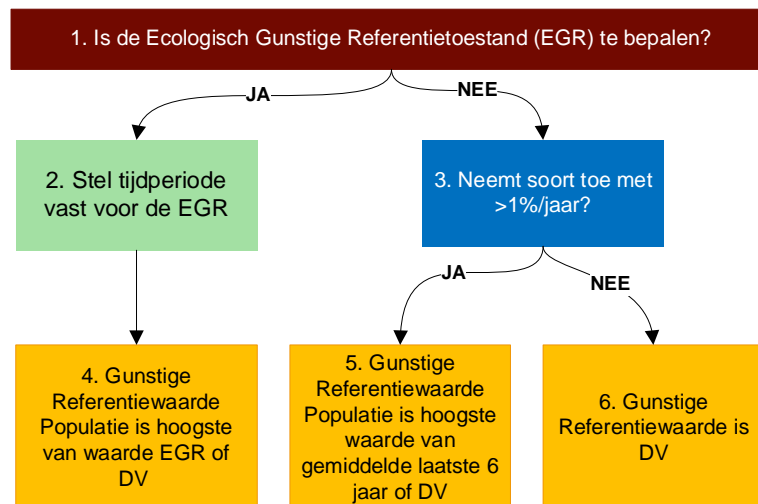 1. Is de Ecologisch Gunstige Referentietoestand (EGR) te bepalen?
JA
NEE
2. Stel tijdperiode
vast voor de EGR
3. Neemt soort toe met
>1%/jaar?
JA
NEE
4. Gunstige
Referentiewaarde
Populatie is hoogste
van waarde EGR of
DV
5. Gunstige
Referentiewaarde
Populatie is hoogste
waarde van
gemiddelde laatste 6
jaar of DV
6. Gunstige
Referentiewaarde is
DV